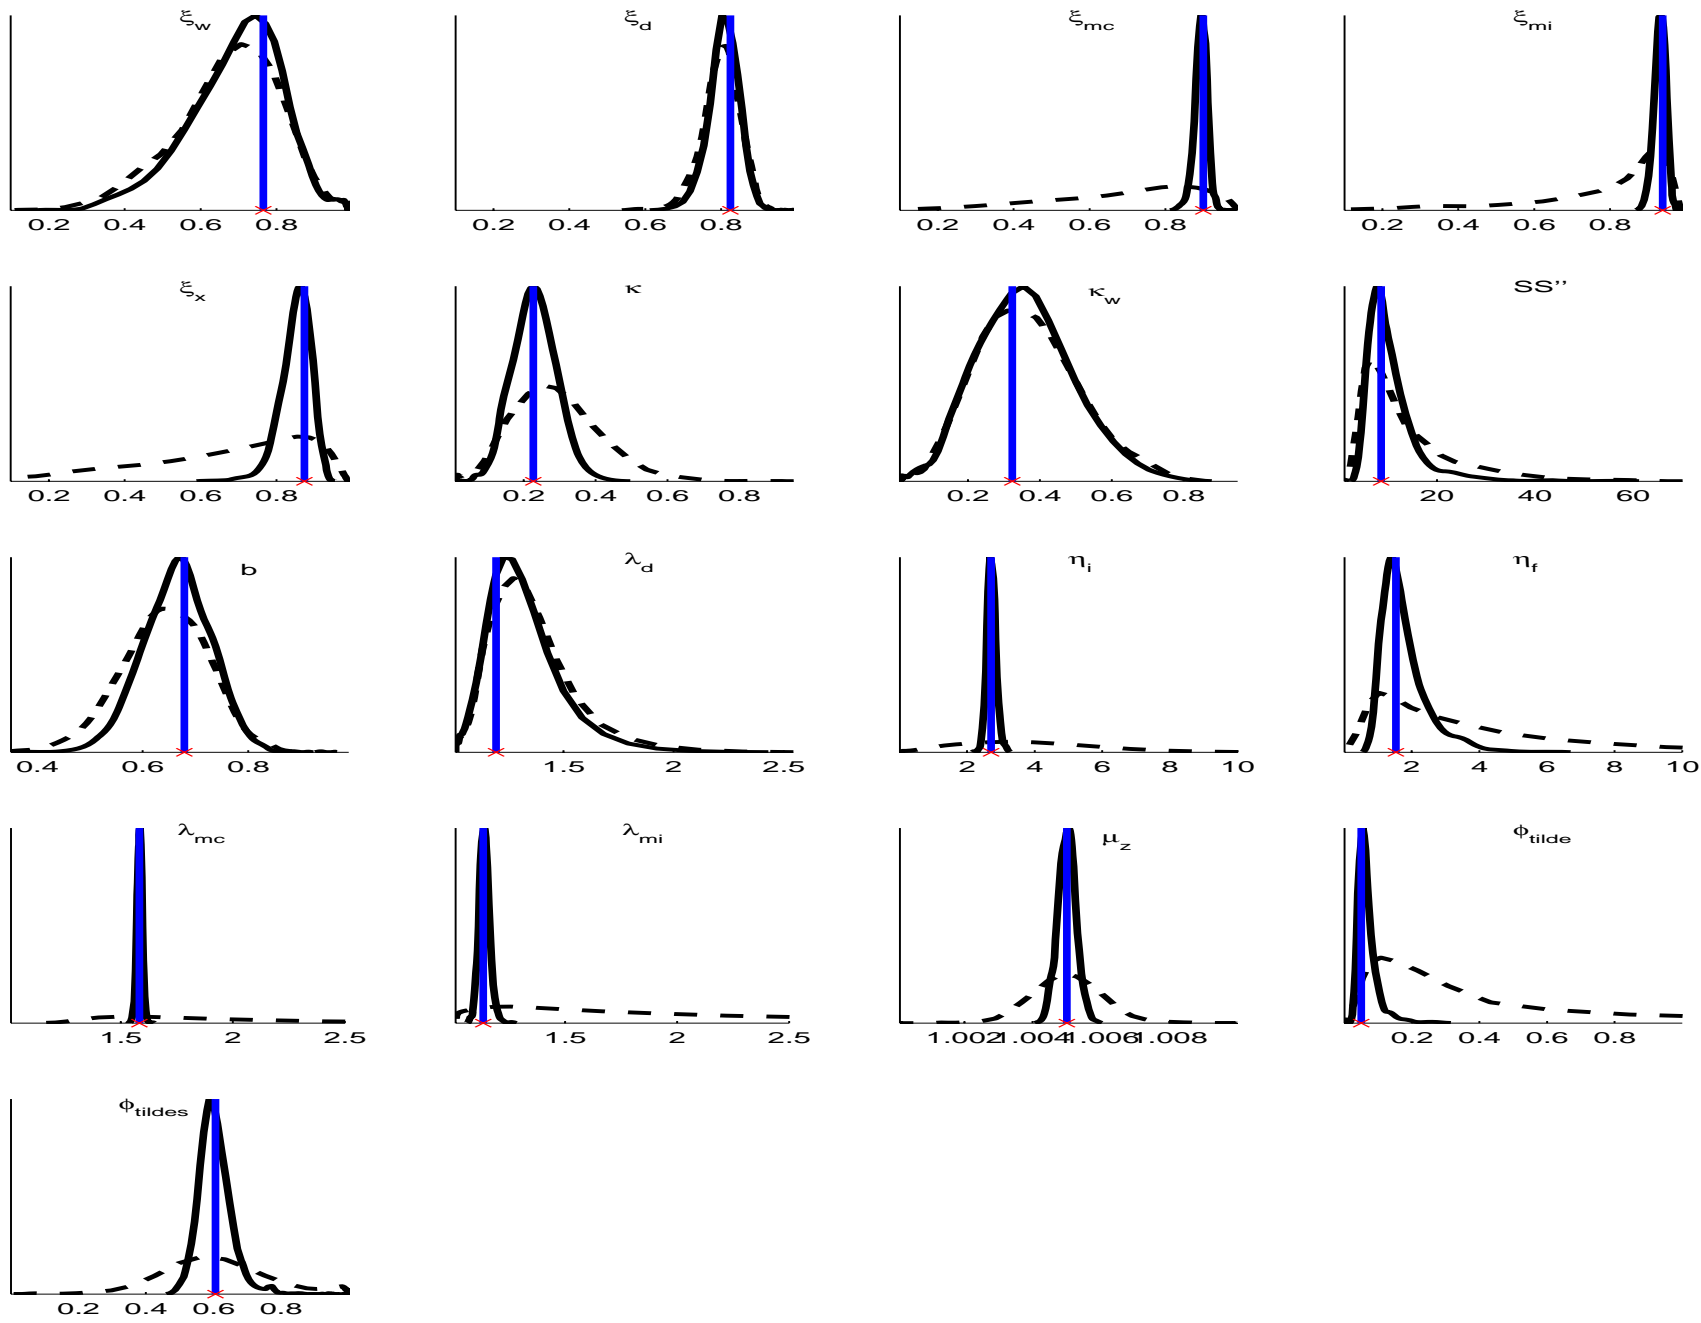 ξw ξd ξmc ξmi
0.2 0.4 0.6 0.8 0.2 0.4 0.6 0.8 0.2 0.4 0.6 0.8 0.2 0.4 0.6 0.8
ξx κ κw SS''
0.2 0.4 0.6 0.8 0.2 0.4 0.6 0.8 0.2 0.4 0.6 0.8 20 40 60
b λd ηi ηf
0.4 0.6 0.8 1.5 2 2.5 2 4 6 8 10 2 4 6 8 10
λmc λmi μz ϕtilde
1.5 2 2.5 1.5 2 2.5 1.002 1.004 1.006 1.008 0.2 0.4 0.6 0.8
ϕtildes
0.2 0.4 0.6 0.8